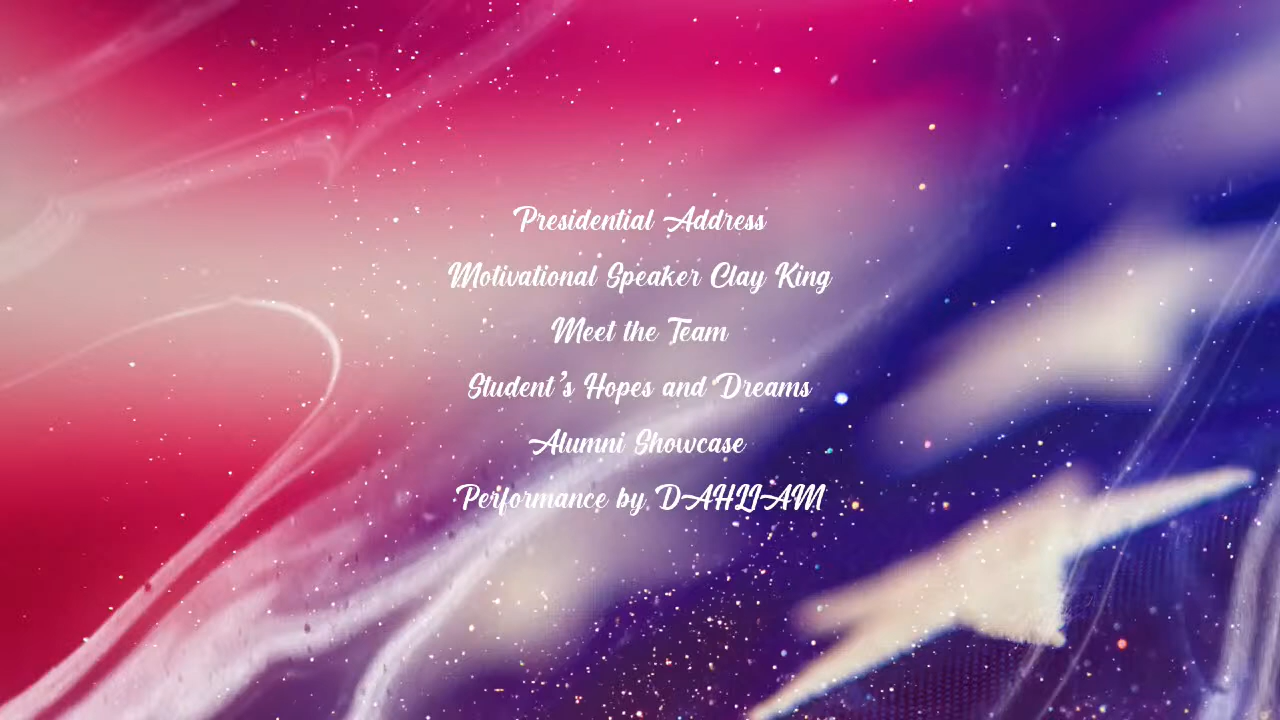 Presidential Address
Motivational Speaker Clay King
Meet the Team
Student's Hopes and Dreams
Alumni Showcase
Performance by DAHLIAM